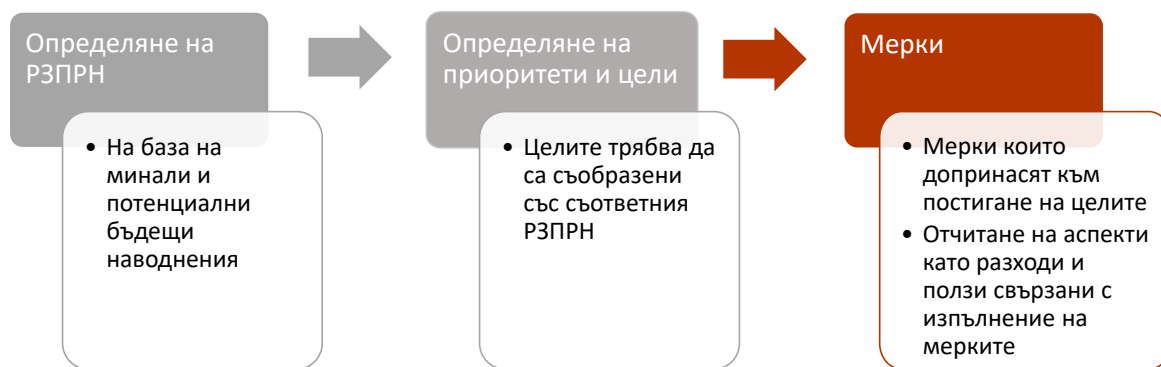 Определяне на
РЗПРН
• На база на
минали и
потенциални
бъдещи
наводнения
Определяне на
приоритети и цели
• Целите трябва да
са съобразени
със съответния
РЗПРН
Мерки
• Мерки които
допринасят към
постигане на целите
• Отчитане на аспекти
като разходи и
ползи свързани с
изпълнение на
мерките